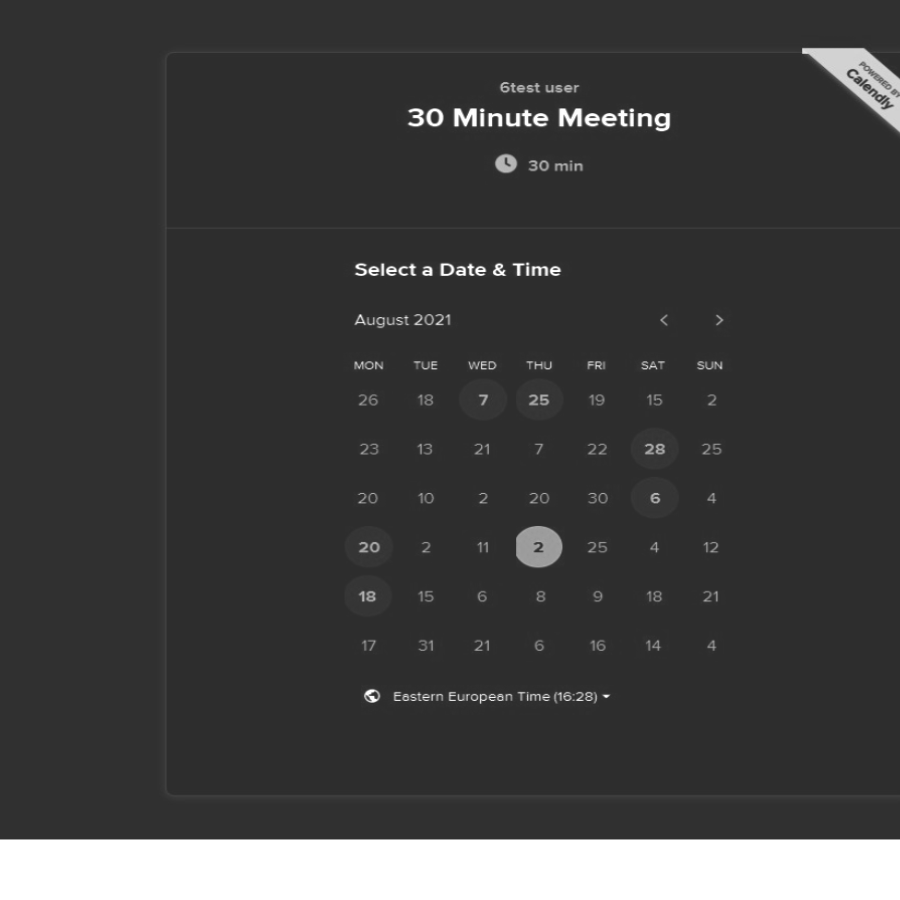 POWERED BY
Calendly
6test user
30 Minute Meeting
30 min
Select a Date & Time
August 2021
MON TUE WED THU FRI SAT SUN
26 18 7 25 19 15 2
23 13 21 7 22 28 25
20 10 2 20 30 6 4
20 2 11 2 25 4 12
18 15 6 8 9 18 21
17 31 21 6 16 14 4
Eastern European Time (16:28)